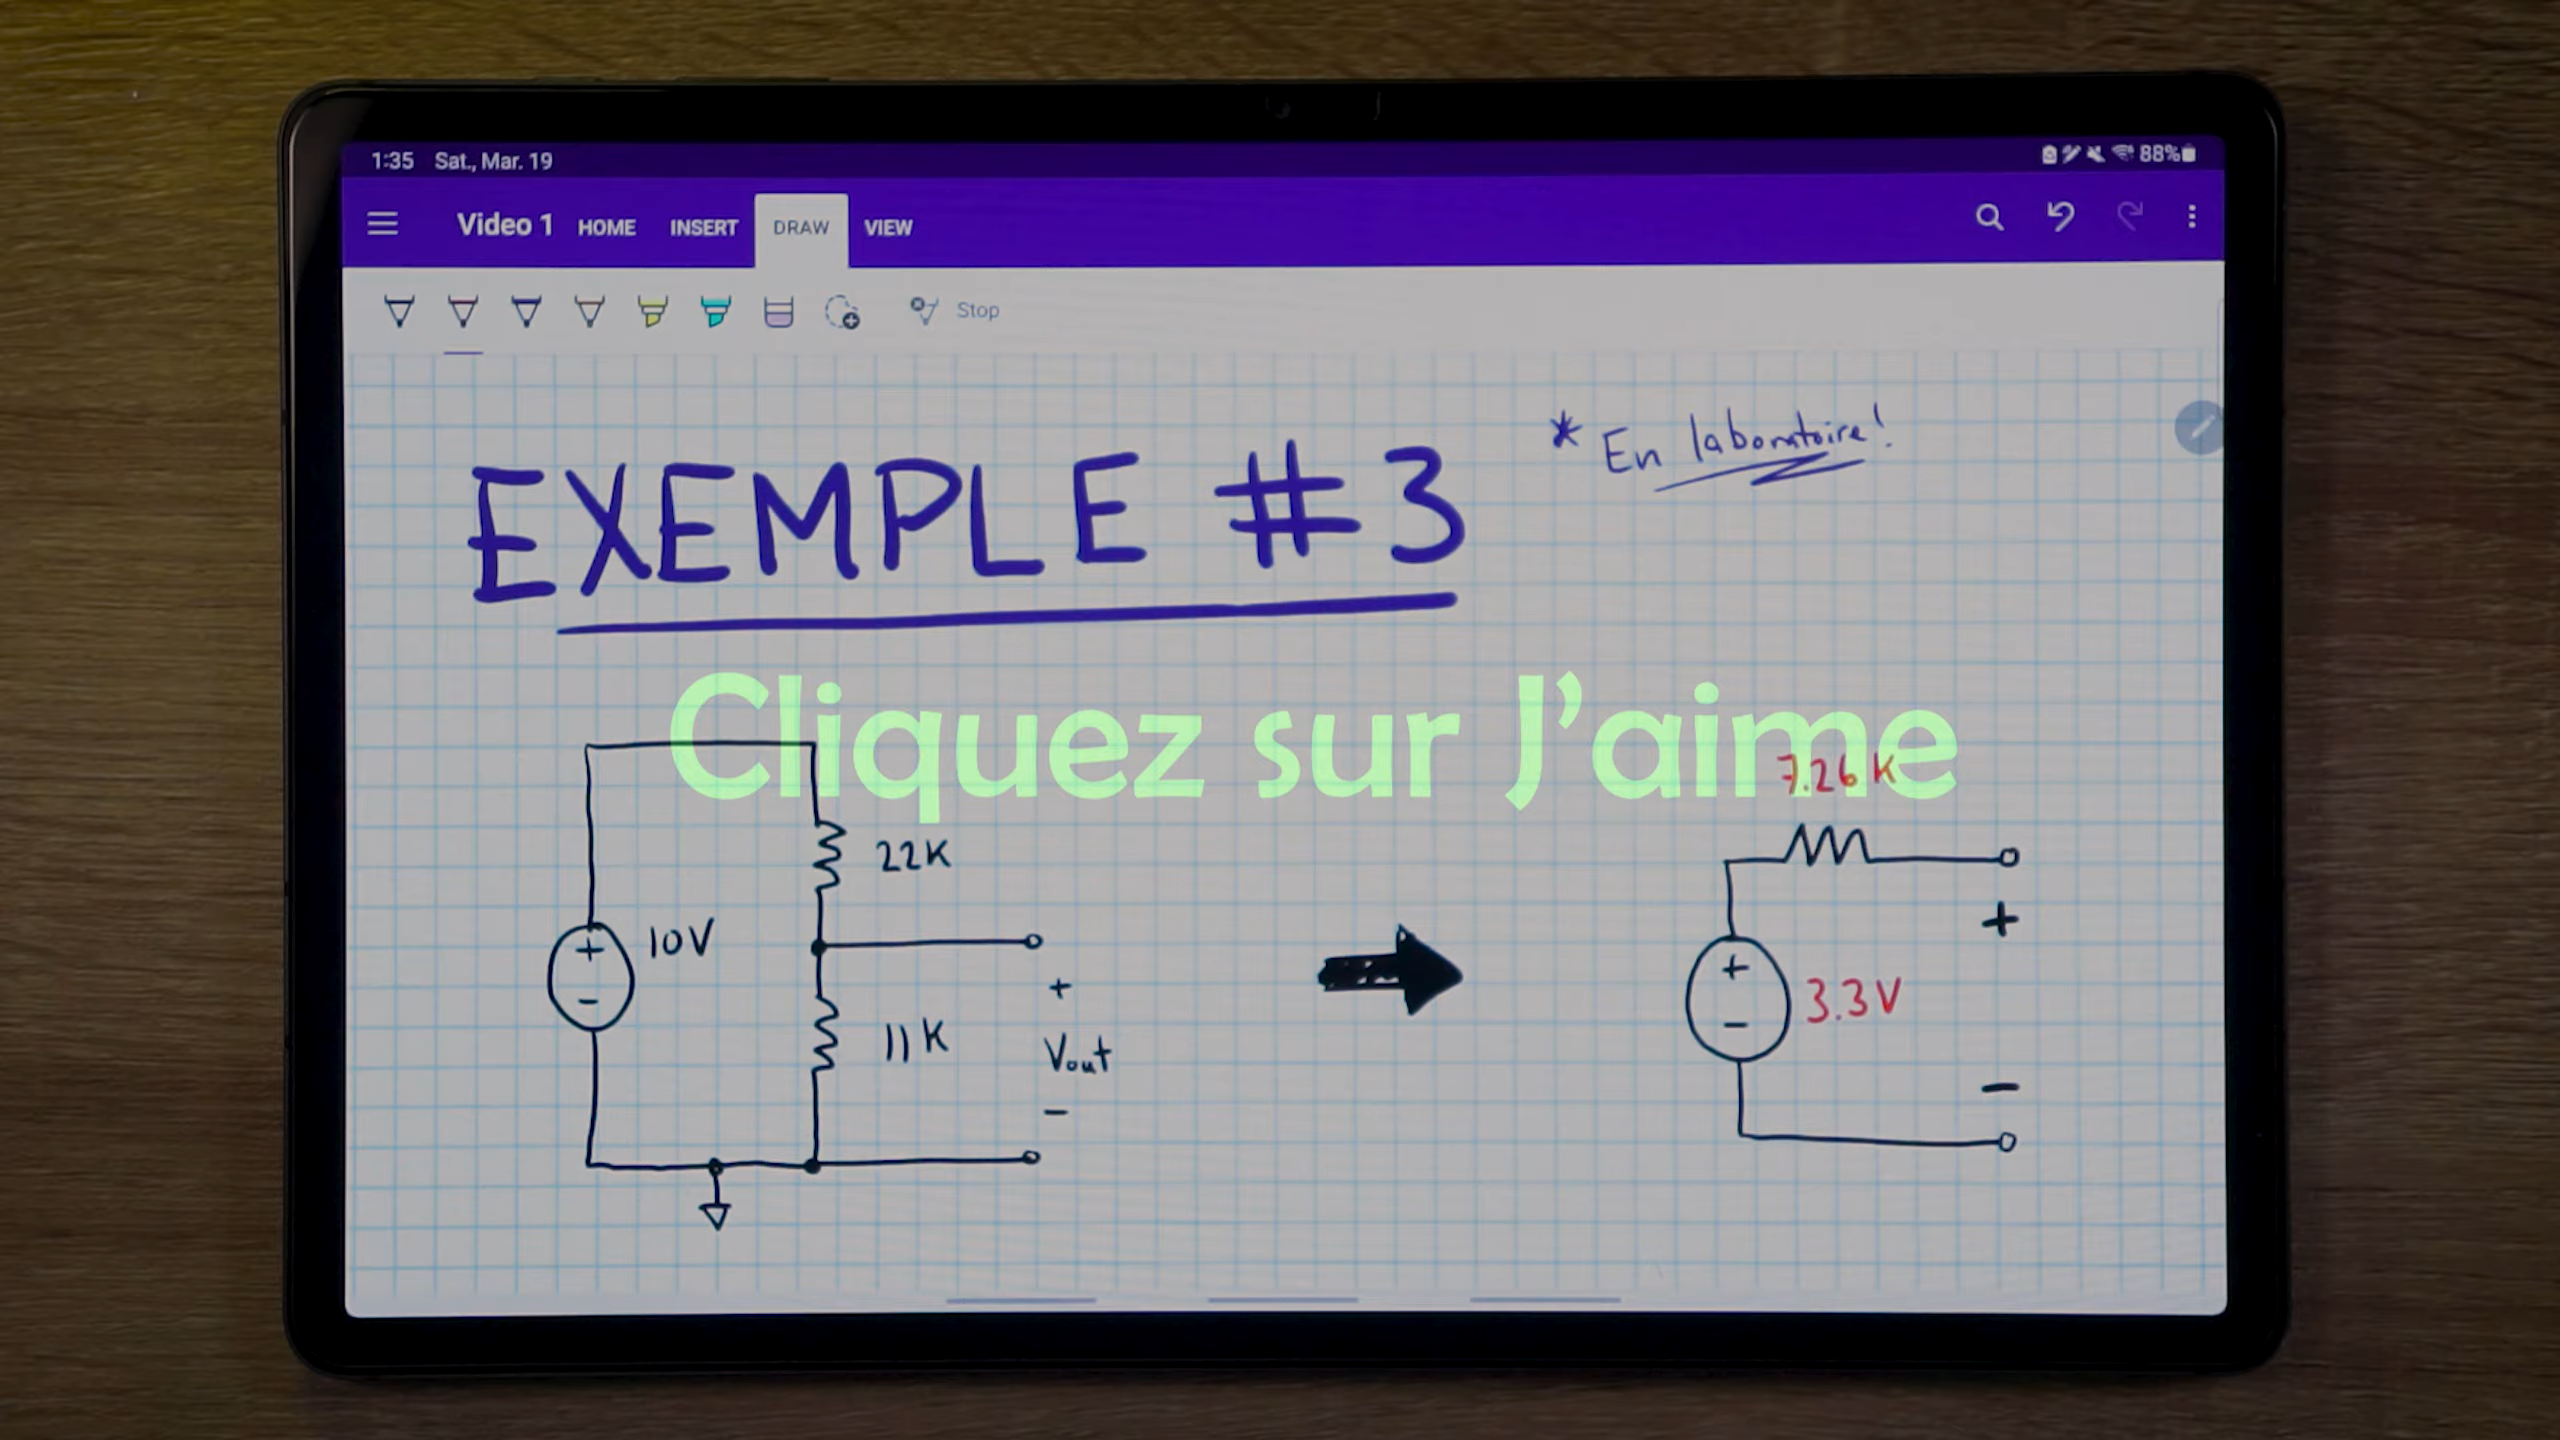 1:35 Sat., Mar. 19
88%
Video 1 HOME INSERT DRAW VIEW
Stop
* En laboratoire!
EXEMPLE #3
Cliquez sur J'aime
7.26 K
22K
10V
+
+
+
-
+
-
3.3V
11K
Vout
-
-